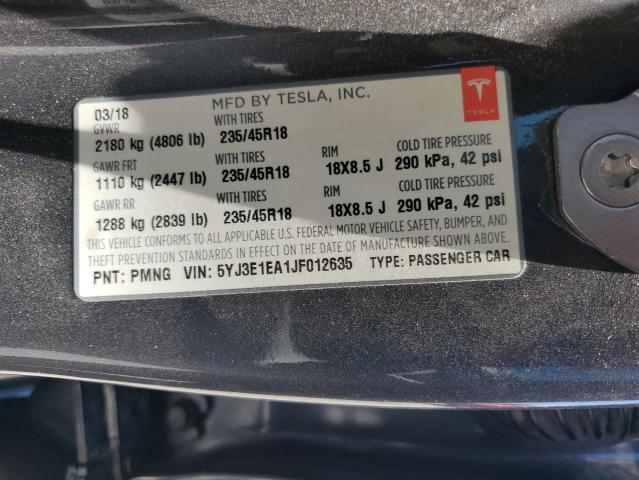 03/18 MFD BY TESLA, INC.
GVWR WITH TIRES
2180 kg (4806 lb) 235/45R18 COLD TIRE PRESSURE
GAWR FRT WITH TIRES RIM 290 kPa, 42 psi
1110 kg (2447 lb) 235/45R18 18X8.5 J COLD TIRE PRESSURE
GAWR RR WITH TIRES RIM
1288 kg (2839 lb) 235/45R18 18X8.5 J 290 kPa, 42 psi
THIS VEHICLE CONFORMS TO ALL APPLICABLE U.S. FEDERAL MOTOR VEHICLE SAFETY, BUMPER, AND
THEFT PREVENTION STANDARDS IN EFFECT ON THE DATE OF MANUFACTURE SHOWN ABOVE.
PNT: PMNG VIN: 5YJ3E1EA1JF012635 TYPE: PASSENGER CAR
TESLA